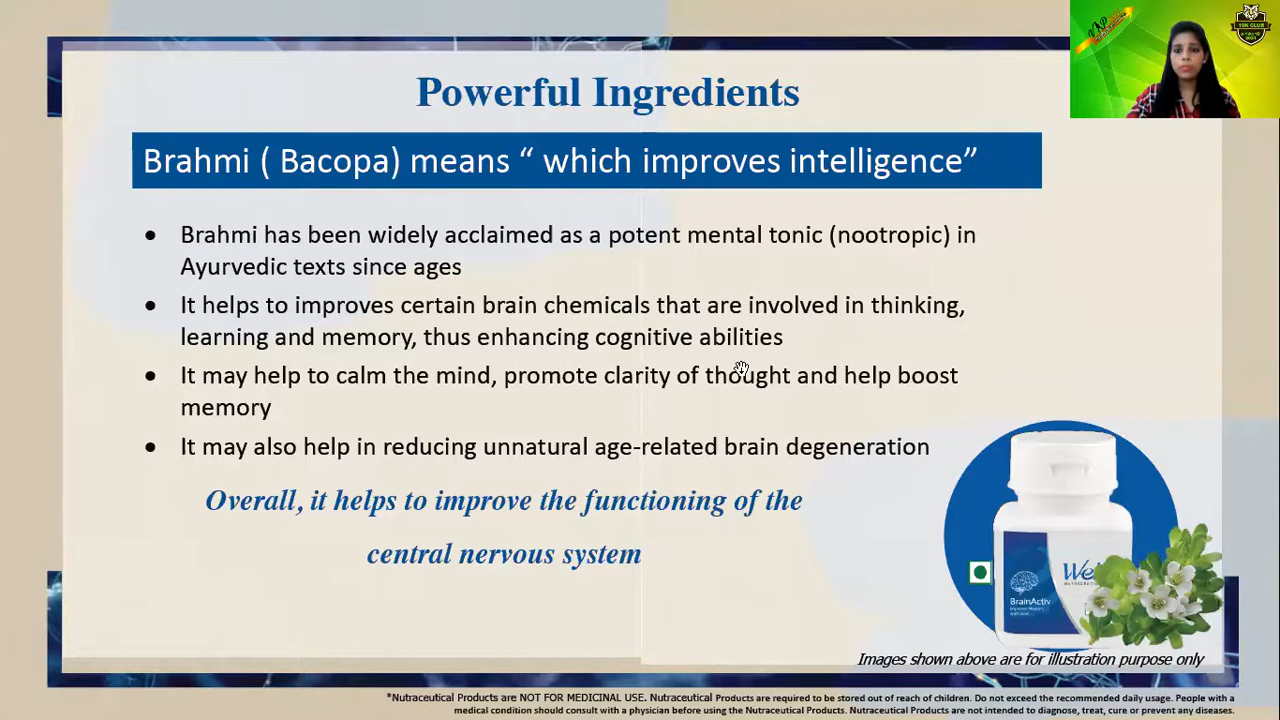 Powerful Ingredients
Brahmi ( Bacopa) means “ which improves intelligence”
• Brahmi has been widely acclaimed as a potent mental tonic (nootropic) in
Ayurvedic texts since ages
• It helps to improves certain brain chemicals that are involved in thinking,
learning and memory, thus enhancing cognitive abilities
• It may help to calm the mind, promote clarity of thought and help boost
memory
• It may also help in reducing unnatural age-related brain degeneration
Overall, it helps to improve the functioning of the
central nervous system
BrainActiv
Images shown above are for illustration purpose only
*Nutraceutical Products are NOT FOR MEDICINAL USE. Nutraceutical Products are required to be stored out of reach of children. Do not exceed the recommended daily usage. People with a
medical condition should consult with a physician before using the Nutraceutical Products. Nutraceutical Products are not intended to diagnose, treat, cure or prevent any diseases.